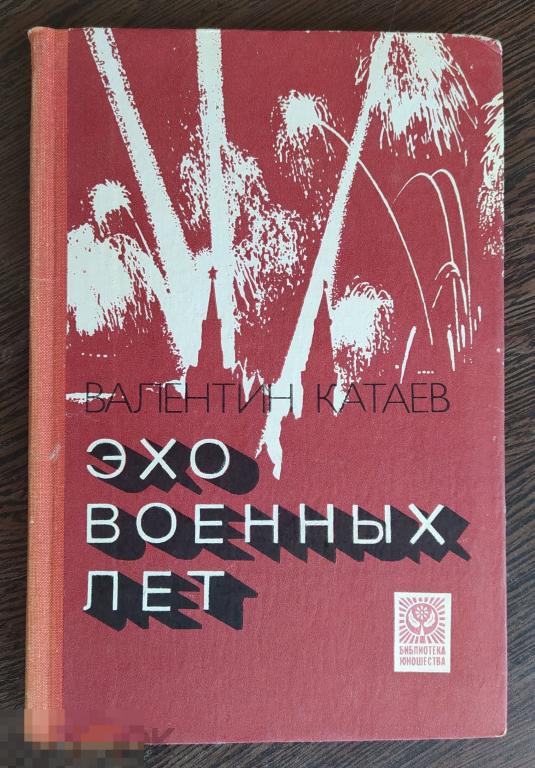 ВАЛЕНТИН КАТАЕВ
ЭХО
ВОЕННЫХ
ЛЕТ
БИБЛИОТЕКА
ЮНОШЕСТВА